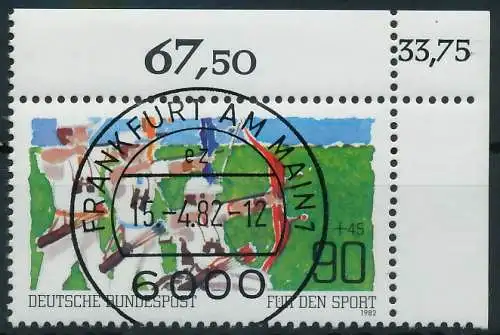 67,50
33,75
FRANKFURT AM MAIN 7
ez
15.-4.82-12
6000
+45
90
DEUTSCHE BUNDESPOST
FÜR DEN SPORT
1982